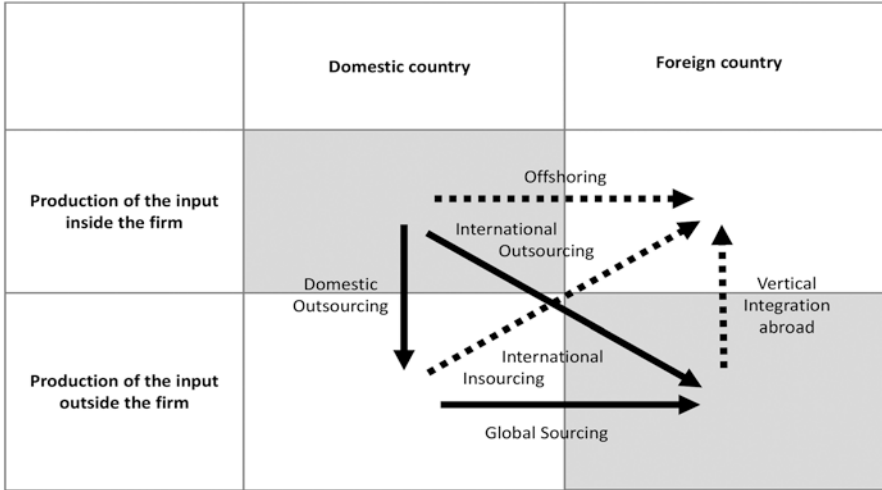 Domestic country
Foreign country
Production of the input
inside the firm
Offshoring
International
Outsourcing
Domestic
Outsourcing
Vertical
Integration
abroad
Production of the input
outside the firm
International
Insourcing
Global Sourcing